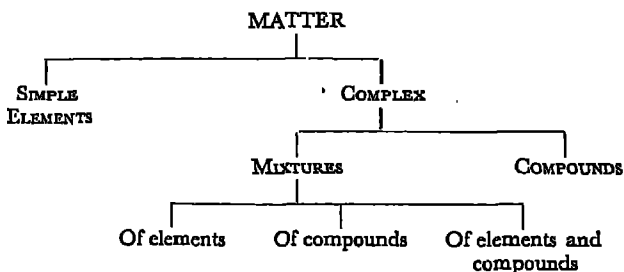 MATTER
SIMPLE COMPLEX
ELEMENTS
MIXTURES COMPOUNDS
Of elements Of compounds Of elements and
compounds